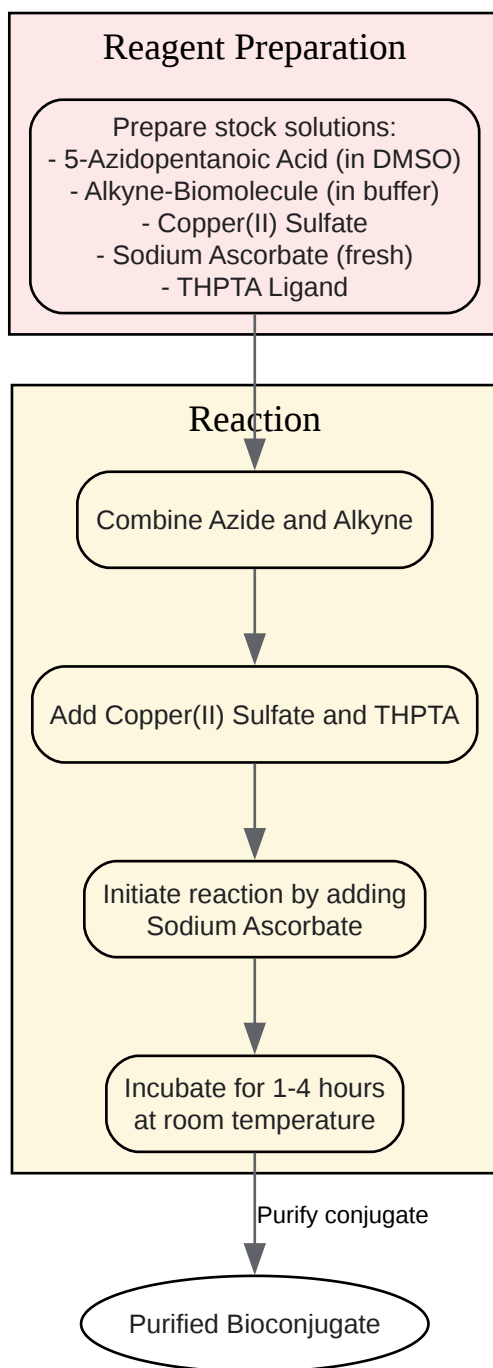 Reagent Preparation
Prepare stock solutions:
- 5-Azidopentanoic Acid (in DMSO)
- Alkyne-Biomolecule (in buffer)
- Copper(II) Sulfate
- Sodium Ascorbate (fresh)
- THPTA Ligand
Reaction
Combine Azide and Alkyne
Add Copper(II) Sulfate and THPTA
Initiate reaction by adding
Sodium Ascorbate
Incubate for 1-4 hours
at room temperature
Purify conjugate
Purified Bioconjugate